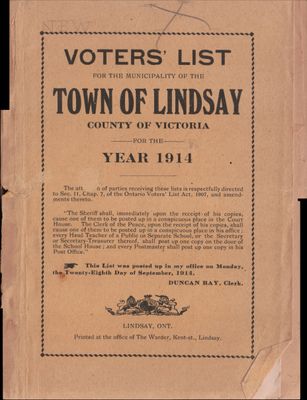 VOTERS' LIST
FOR THE MUNICIPALITY OF THE
TOWN OF LINDSAY
COUNTY OF VICTORIA
FOR THE
YEAR 1914
The att n of parties receiving these lists is respectfully directed
to Sec. 11, Chap. 7, of the Ontario Voters' List Act, 1907, and amend-
ments thereto.
"The Sheriff shall, immediately upon the receipt of his copies,
cause one of them to be posted up in a conspicuous place in the Court
House. The Clerk of the Peace, upon the receipt of his copies, shall
cause one of them to be posted up in a conspicuous place in his office;
every Head Teacher of a Public or Separate School, or the Secretary
or Secretary-Treasurer thereof, shall post up one copy on the door of
the School House; and every Postmaster shall post up one copy in his
Post Office."
This List was posted up in my office on Monday,
the Twenty-Eighth Day of September, 1914.
DUNCAN RAY, Clerk.
LINDSAY, ONT.
Printed at the office of The Warder, Kent-st., Lindsay.